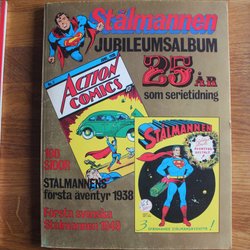 Stålmannen
JUBILEUMSALBUM
25 ÅR
som serietidning
ACTION
COMICS
STÅLMANNEN
100
SIDOR
STÅLMANNENS
första äventyr 1938
Första svenska
Stålmannen 1949